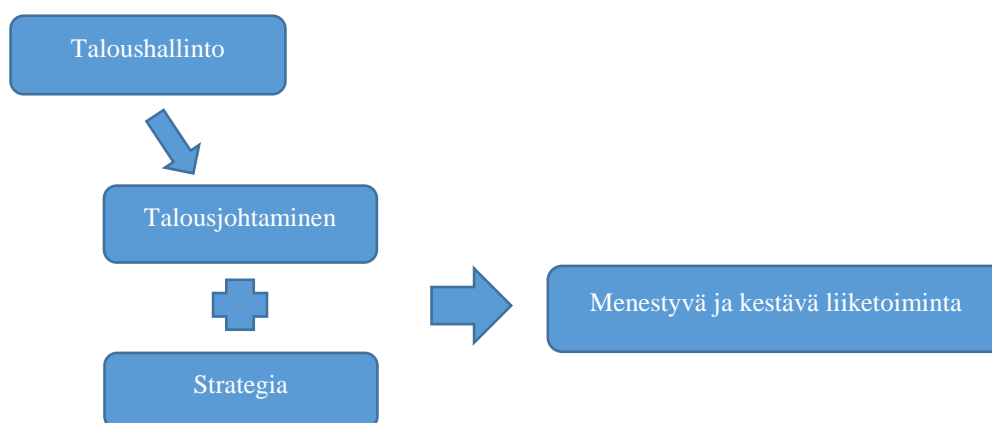 Taloushallinto
Talousjohtaminen
Menestyvä ja kestävä liiketoiminta
Strategia